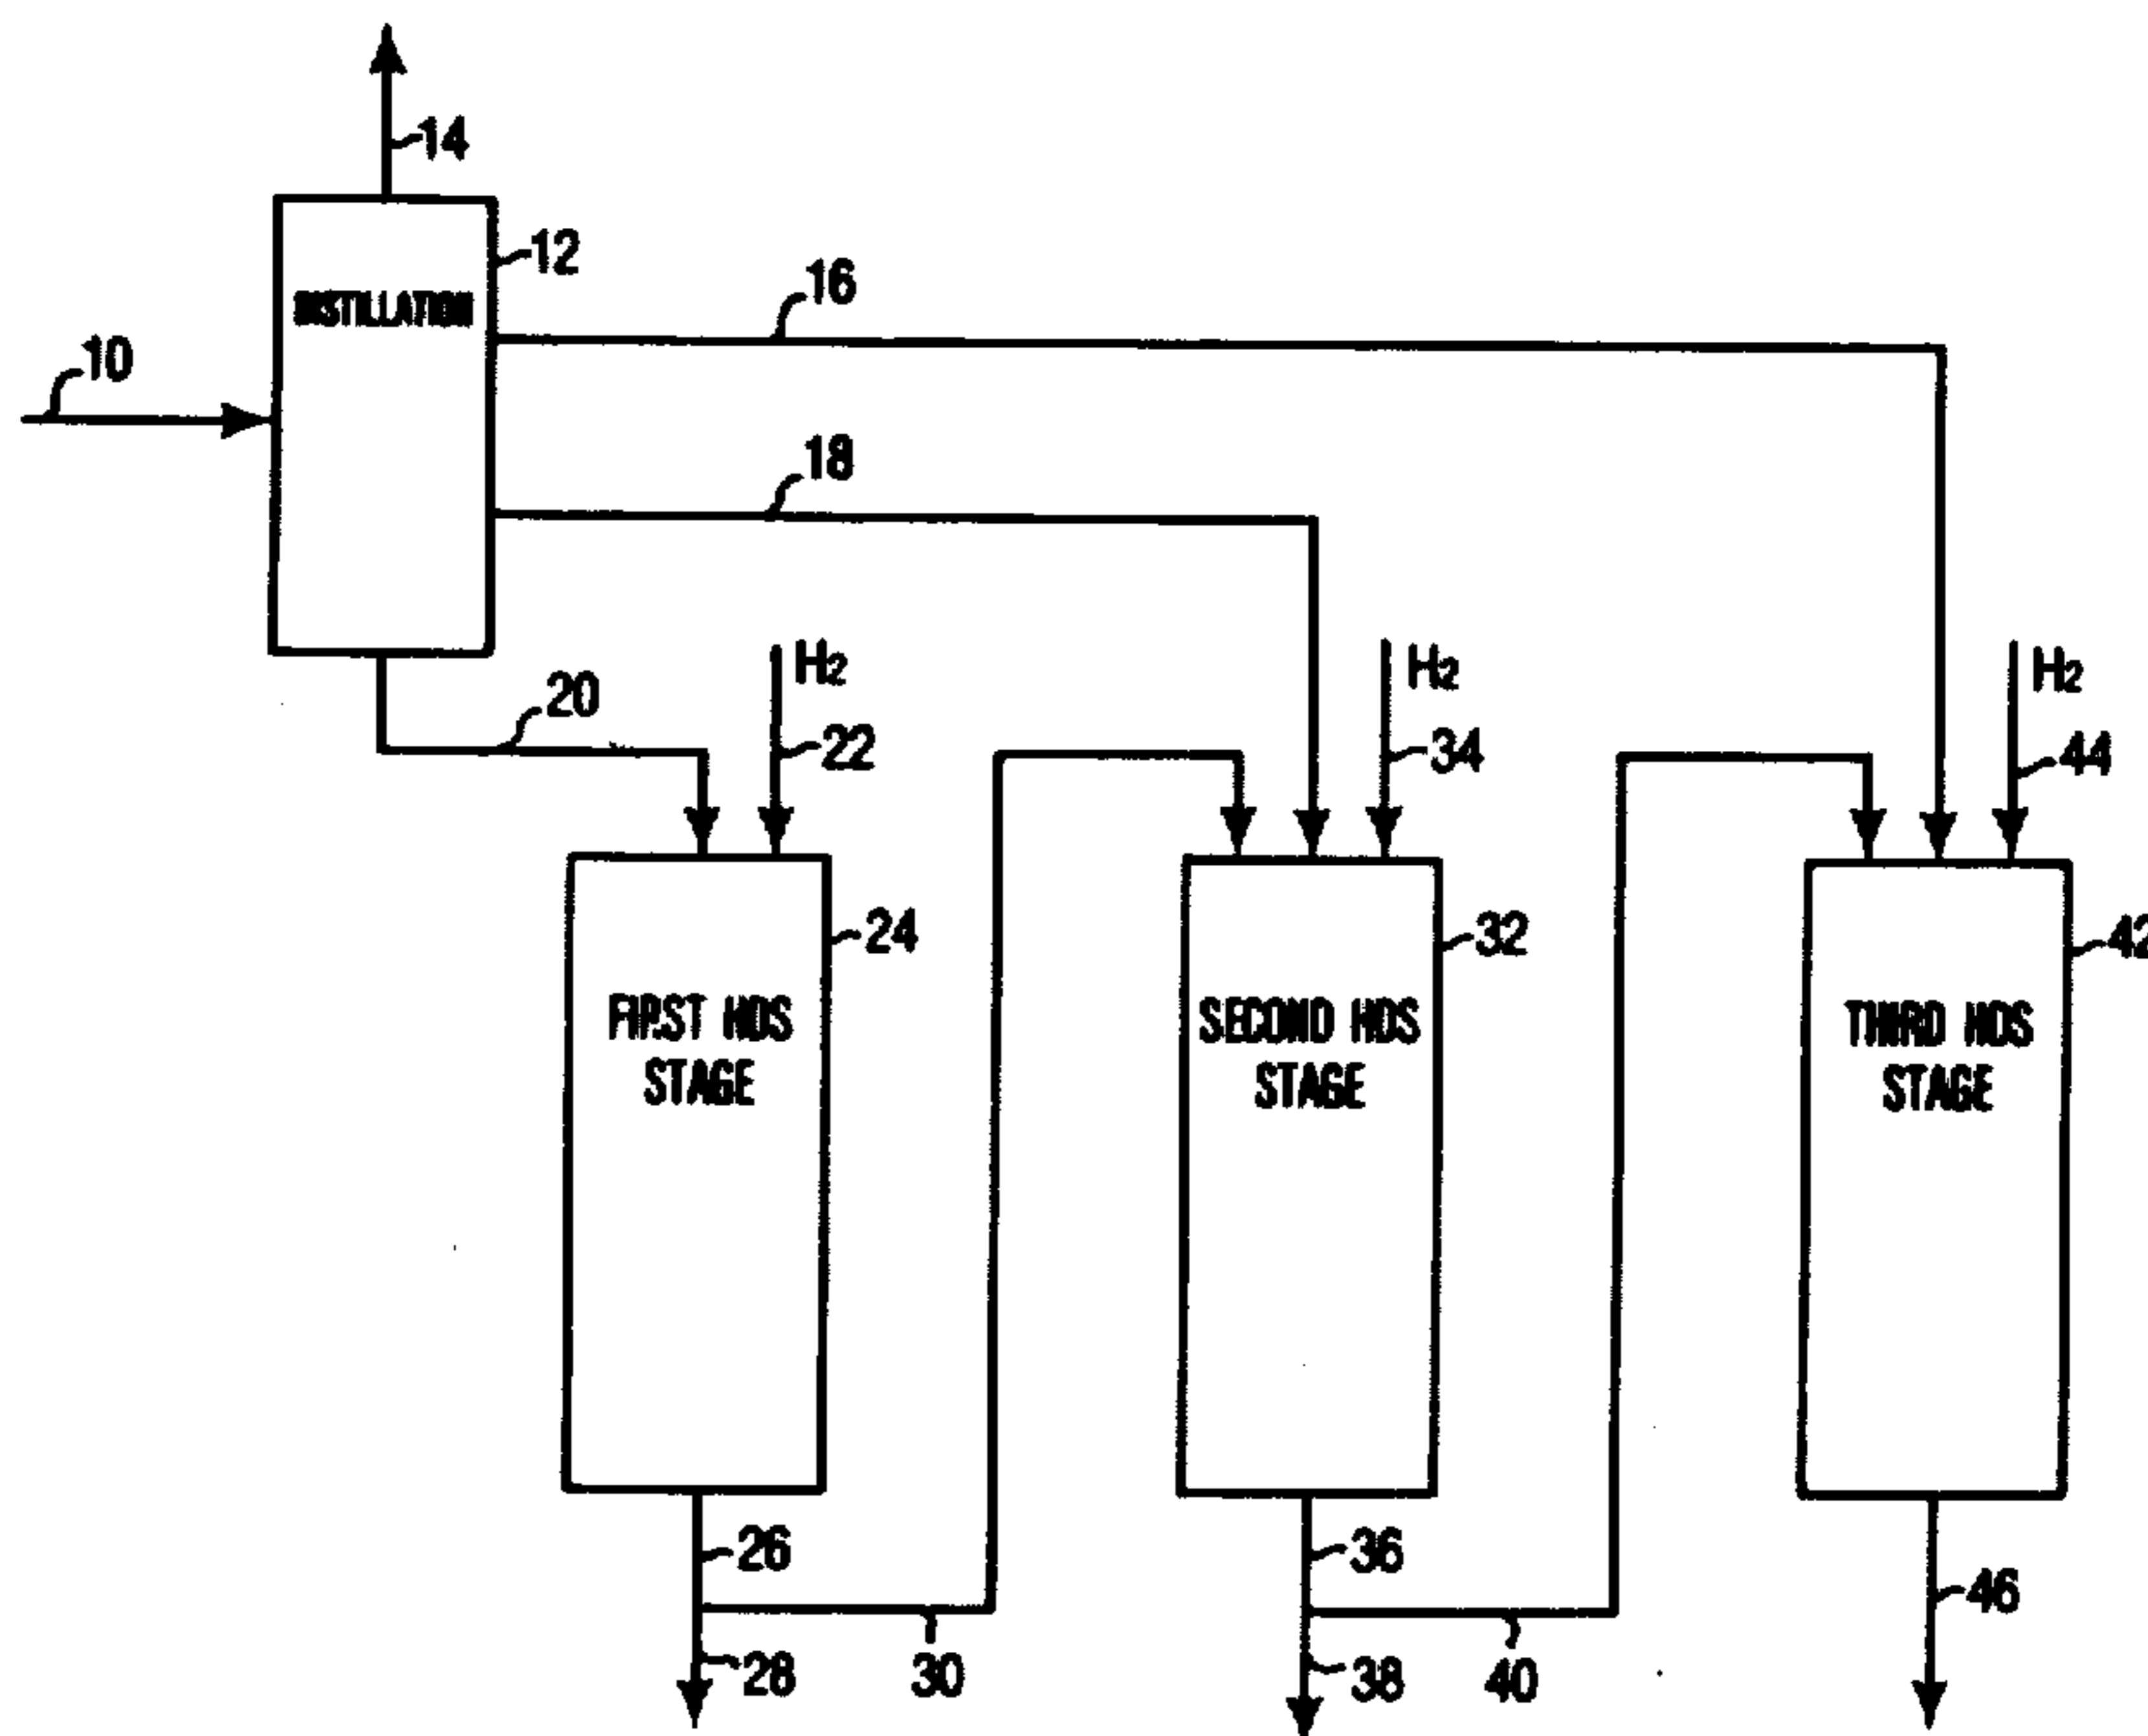 14
12
DISTILLATION
16
10
18
H2
H2
H2
20
22
34
44
24
32
42
FIRST HDS
STAGE
SECOND HDS
STAGE
THIRD HDS
STAGE
26
36
46
28
30
38
40